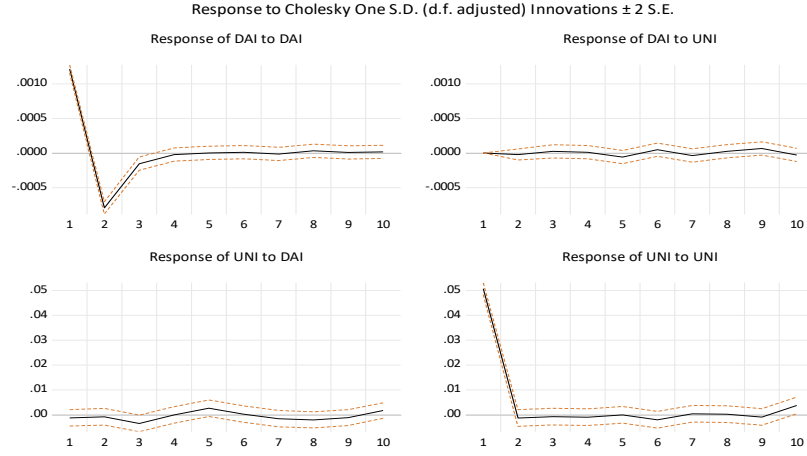 Response to Cholesky One S.D. (d.f. adjusted) Innovations ± 2 S.E.
Response of DAI to DAI
.0010
.0005
.0000
-.0005
1 2 3 4 5 6 7 8 9 10
Response of DAI to UNI
.0010
.0005
.0000
-.0005
1 2 3 4 5 6 7 8 9 10
Response of UNI to DAI
.05
.04
.03
.02
.01
.00
1 2 3 4 5 6 7 8 9 10
Response of UNI to UNI
.05
.04
.03
.02
.01
.00
1 2 3 4 5 6 7 8 9 10